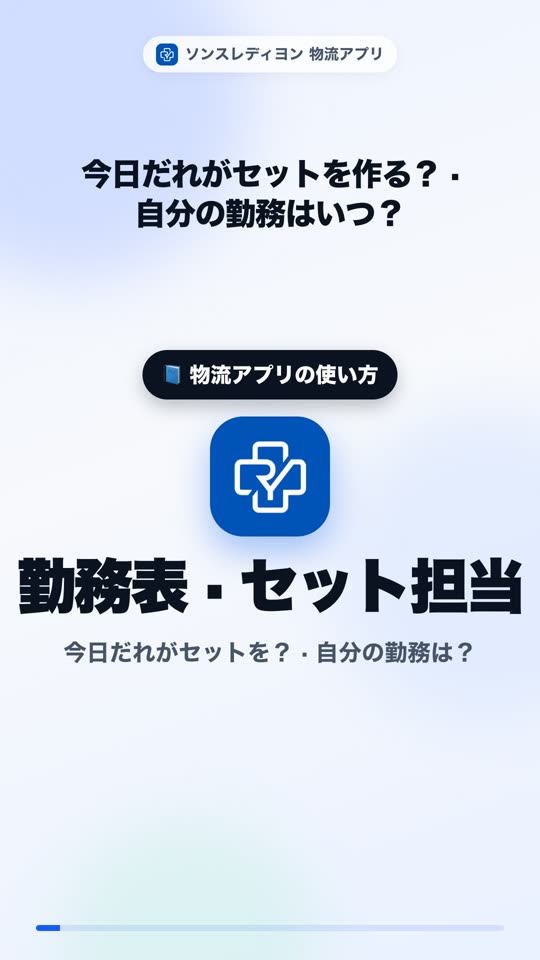 ソンスレディヨン 物流アプリ
今日だれがセットを作る？·
自分の勤務はいつ？
📘 物流アプリの使い方
RY
勤務表·セット担当
今日だれがセットを？·自分の勤務は？